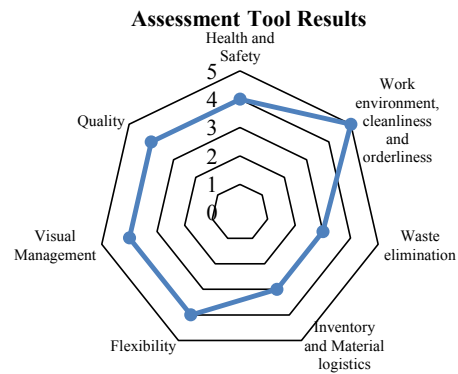 Assessment Tool Results
Health and
Safety
5
4
3
2
1
0
Work
environment,
cleanliness
and
orderliness
Waste
elimination
Inventory
and Material
logistics
Flexibility
Visual
Management
Quality